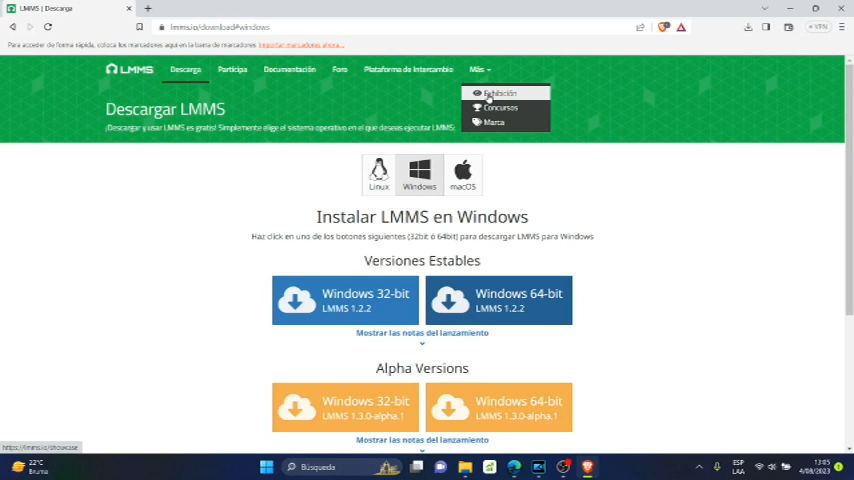 LMMS | Descarga
lmms.io/download#windows
VPN
Para acceder de forma rápida, coloca los marcadores aquí en la barra de marcadores Importar marcadores ahora...
LMMS Descarga Participa Documentación Foro Plataforma de Intercambio Más
Exhibición
Concursos
Marca
Descargar LMMS
¡Descargar y usar LMMS es gratis! Simplemente elige el sistema operativo en el que deseas ejecutar LMMS:
Linux Windows macOS
Instalar LMMS en Windows
Haz click en uno de los botones siguientes (32bit ó 64bit) para descargar LMMS para Windows
Versiones Estables
Windows 32-bit
LMMS 1.2.2
Windows 64-bit
LMMS 1.2.2
Mostrar las notas del lanzamiento
Alpha Versions
Windows 32-bit
LMMS 1.3.0-alpha.1
Windows 64-bit
LMMS 1.3.0-alpha.1
Mostrar las notas del lanzamiento
https://lmms.io/showcase
22°C
Bruma
Búsqueda
ESP
LAA
13:05
4/08/2023